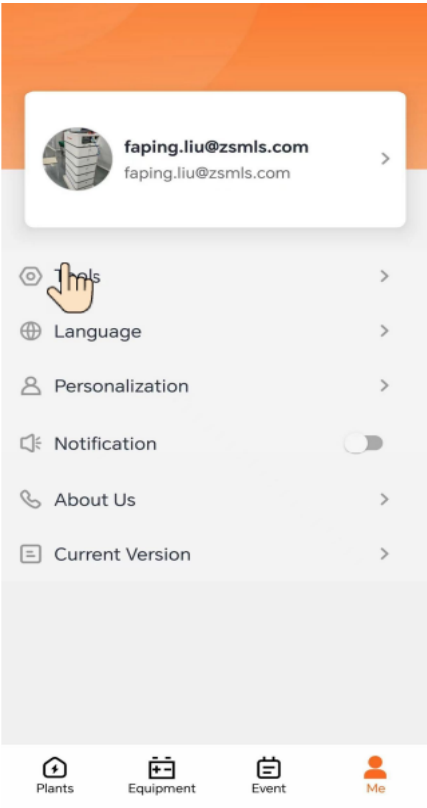 faping.liu@zsmls.com
faping.liu@zsmls.com
Tools
Language
Personalization
Notification
About Us
Current Version
Plants
Equipment
Event
Me